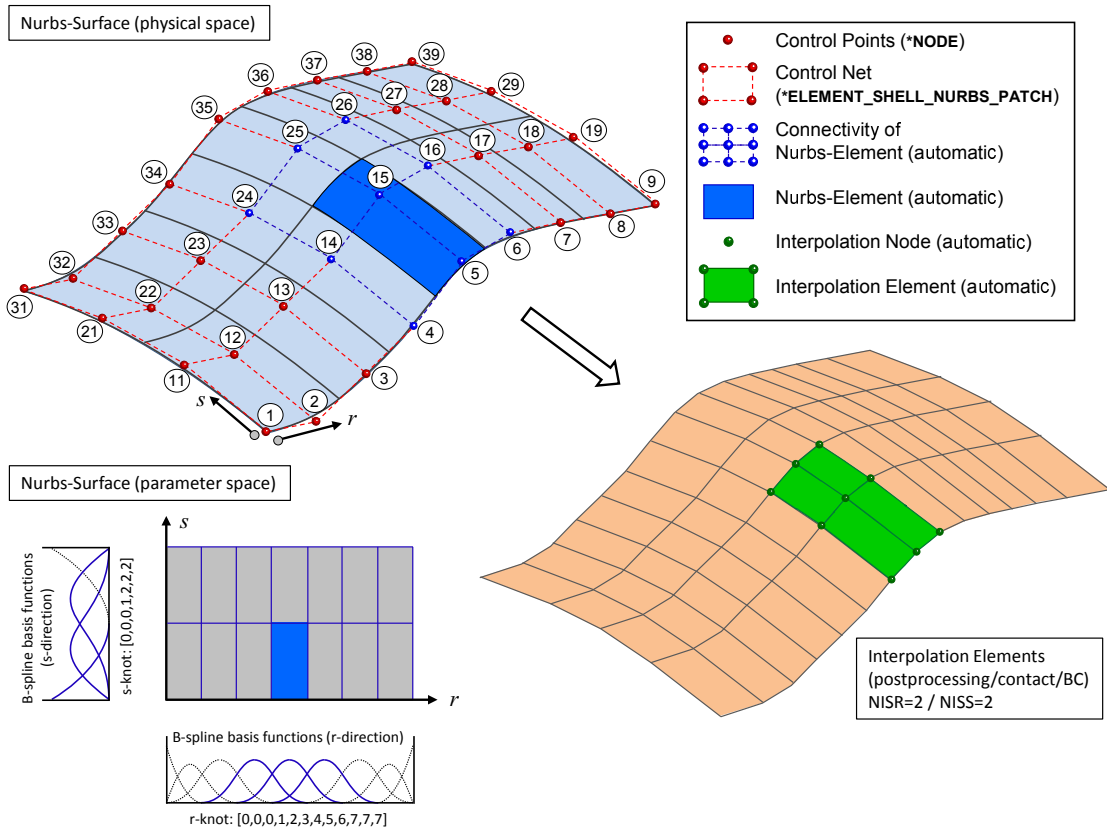 Nurbs-Surface (physical space)
39
38
37
36
29
35
28
27
26
19
25
18
17
16
34
15
9
24
8
33
7
23
6
14
5
32
22
13
31
4
21
12
3
11
2
s
1
r
Control Points (*NODE)
Control Net
(*ELEMENT_SHELL_NURBS_PATCH)
Connectivity of
Nurbs-Element (automatic)
Nurbs-Element (automatic)
Interpolation Node (automatic)
Interpolation Element (automatic)
Nurbs-Surface (parameter space)
s
B-spline basis functions
(s-direction)
s-knot: [0,0,0,1,2,2,2]
r
B-spline basis functions (r-direction)
r-knot: [0,0,0,1,2,3,4,5,6,7,7,7]
Interpolation Elements
(postprocessing/contact/BC)
NISR=2 / NISS=2